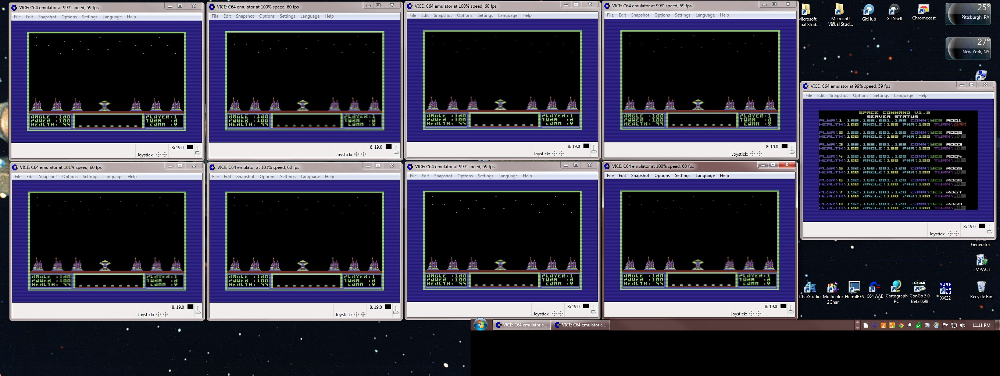 VICE: C64 emulator at 99% speed, 59 fps
File Edit Snapshot Options Settings Language Help
ANGLE :180
POWER :100
HEALTH: 99
PLAYER:1
TURN :
COMM :
8: 19.0
Joystick:
VICE: C64 emulator at 100% speed, 60 fps
File Edit Snapshot Options Settings Language Help
ANGLE :180
POWER :100
HEALTH: 99
PLAYER:1
TURN :
COMM :
8: 19.0
Joystick:
VICE: C64 emulator at 100% speed, 60 fps
File Edit Snapshot Options Settings Language Help
ANGLE :180
POWER :100
HEALTH: 99
PLAYER:1
TURN :
COMM :
8: 19.0
Joystick:
VICE: C64 emulator at 99% speed, 59 fps
File Edit Snapshot Options Settings Language Help
ANGLE :180
POWER :100
HEALTH: 99
PLAYER:1
TURN :
COMM :
8: 19.0
Joystick:
Microsoft
sual Stud...
Microsoft
Visual Stud...
GitHub
Git Shell
Chromecast
25°
Pittsburgh, PA
27°
New York, NY
VICE: C64 emulator at 99% speed, 59 fps
File Edit Snapshot Options Settings Language Help
SPACE COMMAND V1.2
SERVER STATUS
PLYR:1 192.168.001.128 CONN:YES ROG1
HEALTH:100 ANGLE:180 PWR:100 TURN:YES
PLYR:2 192.168.001.128 CONN:YES ROG2
HEALTH:100 ANGLE:180 PWR:100 TURN:NO
PLYR:3 192.168.001.128 CONN:YES ROG3
HEALTH:100 ANGLE:180 PWR:100 TURN:NO
PLYR:4 192.168.001.128 CONN:YES ROG4
HEALTH:100 ANGLE:180 PWR:100 TURN:NO
PLYR:5 192.168.001.128 CONN:YES ROG5
HEALTH:100 ANGLE:180 PWR:100 TURN:NO
PLYR:6 192.168.001.128 CONN:YES ROG6
HEALTH:100 ANGLE:180 PWR:100 TURN:NO
PLYR:7 192.168.001.128 CONN:YES ROG7
HEALTH:100 ANGLE:180 PWR:100 TURN:NO
PLYR:8 192.168.001.128 CONN:YES ROG8
HEALTH:100 ANGLE:180 PWR:100 TURN:NO
8: 19.0
Joystick:
VICE: C64 emulator at 101% speed, 60 fps
File Edit Snapshot Options Settings Language Help
ANGLE :180
POWER :100
HEALTH: 99
PLAYER:1
TURN :
COMM :
8: 19.0
Joystick:
VICE: C64 emulator at 101% speed, 60 fps
File Edit Snapshot Options Settings Language Help
ANGLE :180
POWER :100
HEALTH: 99
PLAYER:1
TURN :
COMM :
8: 19.0
Joystick:
VICE: C64 emulator at 99% speed, 59 fps
File Edit Snapshot Options Settings Language Help
ANGLE :180
POWER :100
HEALTH: 99
PLAYER:1
TURN :
COMM :
8: 19.0
Joystick:
VICE: C64 emulator at 100% speed, 60 fps
File Edit Snapshot Options Settings Language Help
ANGLE :180
POWER :100
HEALTH: 99
PLAYER:1
TURN :
COMM :
8: 19.0
Joystick:
Generator
iMPACT
CharStudio
Multicolor
2Char
HermIRES
C64 AAE
Cartograph
PC
ConGo 5.0
Beta 0.98
XVI32
Recycle Bin
VICE: C64 emulator a...
VICE: C64 emulator a...
11:11 PM